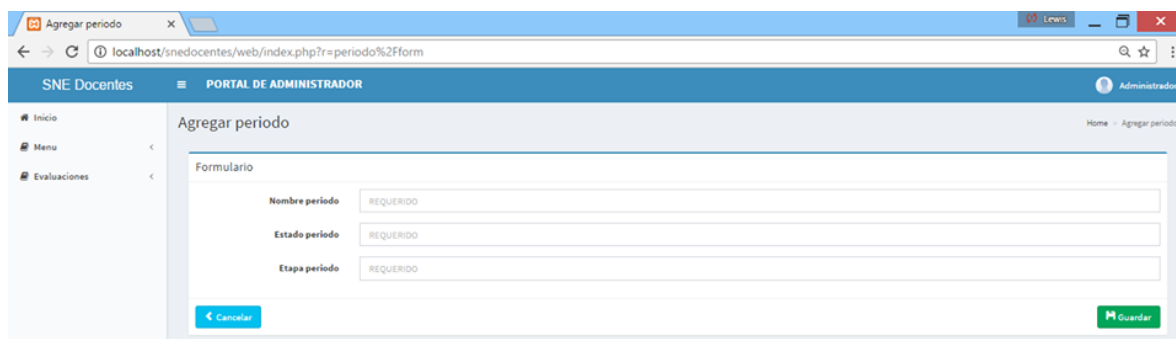 Agregar periodo
Lewis
localhost/snedocentes/web/index.php?r=periodo%2Fform
SNE Docentes
PORTAL DE ADMINISTRADOR
Administrador
Inicio
Agregar periodo
Home > Agregar periodo
Menu
Formulario
Evaluaciones
Nombre periodo
REQUERIDO
Estado periodo
REQUERIDO
Etapa periodo
REQUERIDO
Cancelar
Guardar